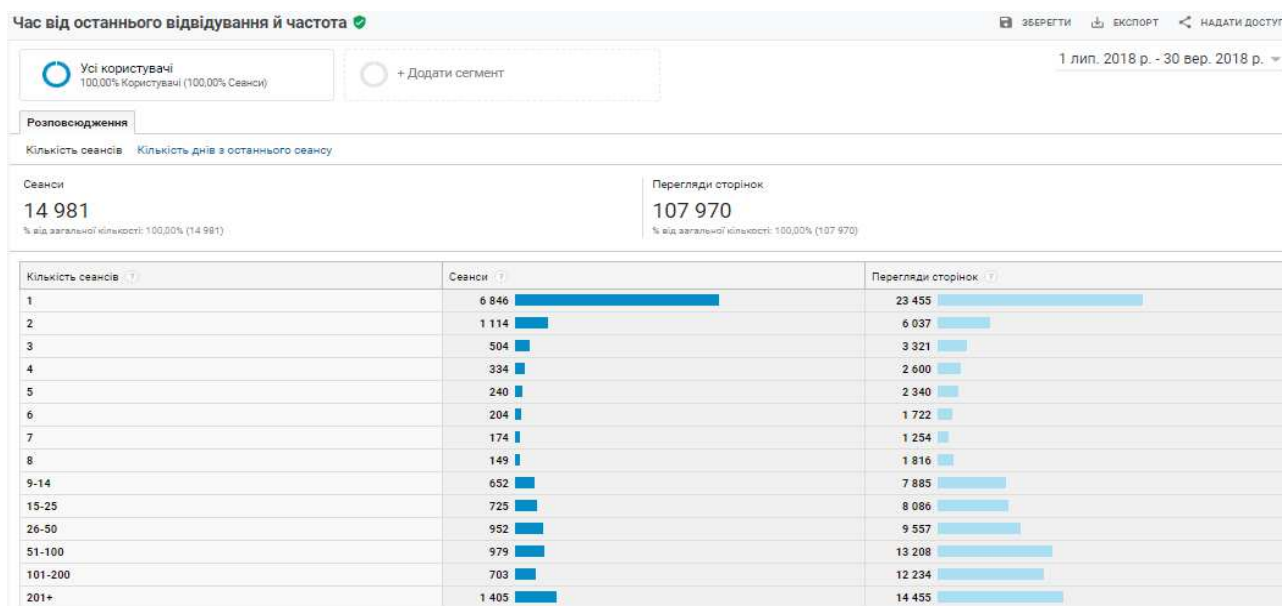 Час від останнього відвідування й частота
ЗБЕРЕГТИ ЕКСПОРТ НАДАТИ ДОСТУП
Усі користувачі
100,00% Користувачі (100,00% Сеанси)
+ Додати сегмент
1 лип. 2018 р. - 30 вер. 2018 р.
Розповсюдження
Кількість сеансів Кількість днів з останнього сеансу
Сеанси Перегляди сторінок
14 981 107 970
% від загальної кількості: 100,00% (14 981) % від загальної кількості: 100,00% (107 970)
Кількість сеансів ? Сеанси ? Перегляди сторінок ?
1 6 846 23 455
2 1 114 6 037
3 504 3 321
4 334 2 600
5 240 2 340
6 204 1 722
7 174 1 254
8 149 1 816
9-14 652 7 885
15-25 725 8 086
26-50 952 9 557
51-100 979 13 208
101-200 703 12 234
201+ 1 405 14 455